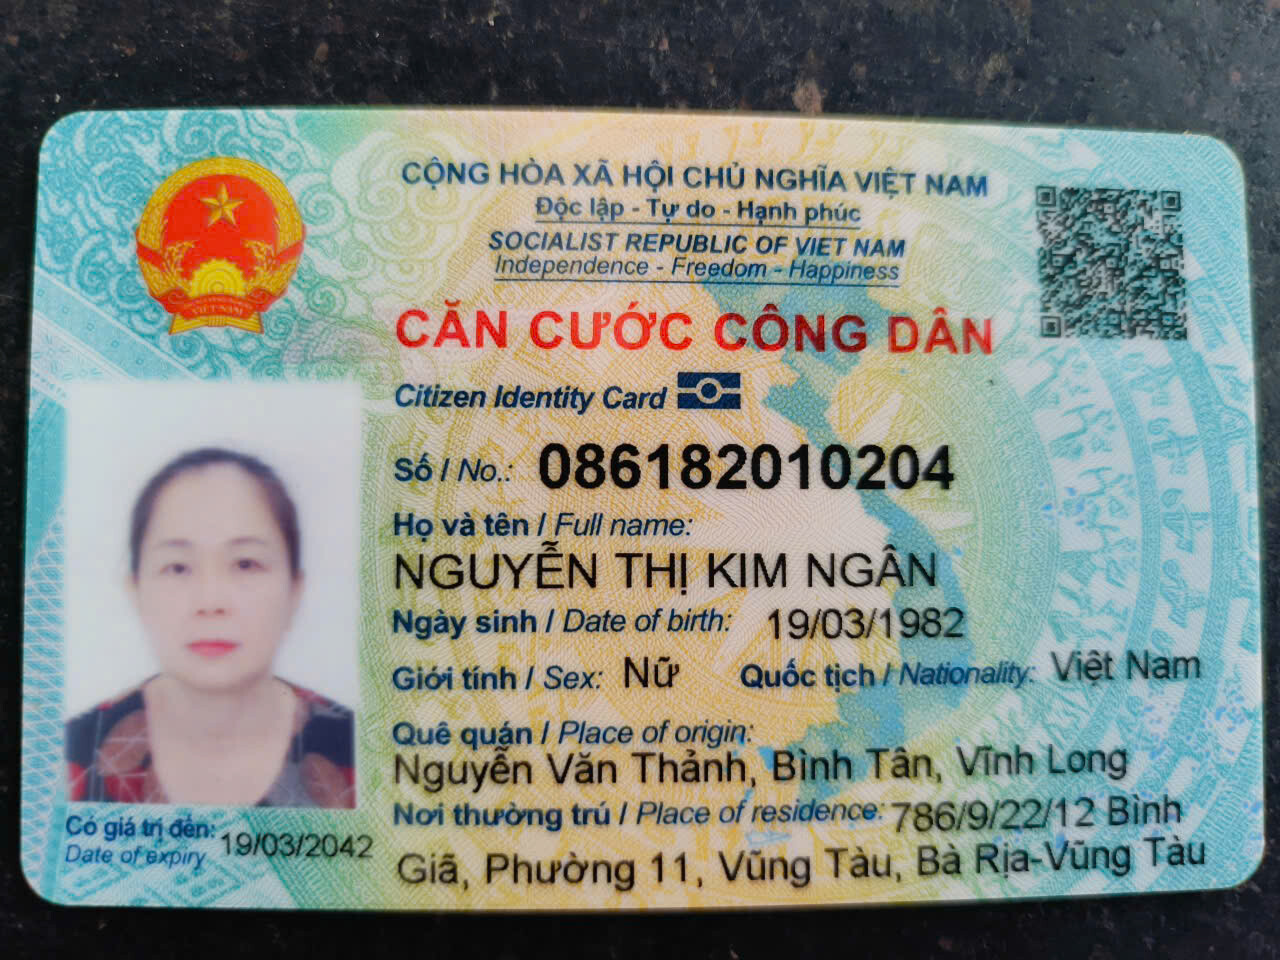 CỘNG HÒA XÃ HỘI CHỦ NGHĨA VIỆT NAM
Độc lập - Tự do - Hạnh phúc
SOCIALIST REPUBLIC OF VIET NAM
Independence - Freedom - Happiness
CĂN CƯỚC CÔNG DÂN
Citizen Identity Card
Số / No.: 086182010204
Họ và tên / Full name:
NGUYỄN THỊ KIM NGÂN
Ngày sinh / Date of birth: 19/03/1982
Giới tính / Sex: Nữ Quốc tịch / Nationality: Việt Nam
Quê quán / Place of origin:
Nguyễn Văn Thảnh, Bình Tân, Vĩnh Long
Nơi thường trú / Place of residence: 786/9/22/12 Bình
Giã, Phường 11, Vũng Tàu, Bà Rịa-Vũng Tàu
Có giá trị đến: 19/03/2042
Date of expiry
VIỆT NAM